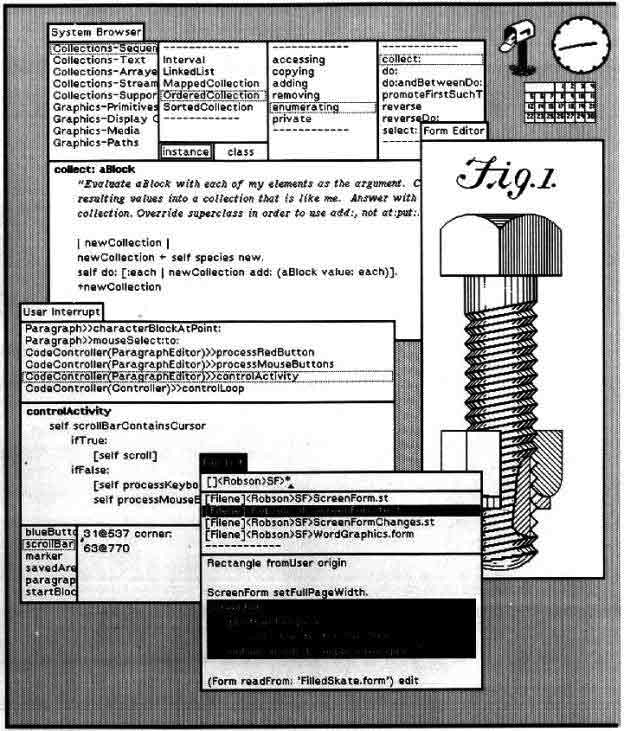 System Browser
Collections-Sequen
Collections-Text
Collections-Arraye
Collections-Stream
Collections-Suppor
Graphics-Primitives
Graphics-Display
Graphics-Media
Graphics-Paths
Interval
LinkedList
MappedCollection
OrderedCollection
SortedCollection
instance class
accessing
copying
adding
removing
enumerating
private
collect:
do:
do:andBetweenDo:
promoteFirstSuchT
reverse
reverseDo:
select:
Form Editor
Fig.1.
collect: aBlock
"Evaluate aBlock with each of my elements as the argument. C
resulting values into a collection that is like me. Answer with
collection. Override superclass in order to use add:, not at:put:.
| newCollection |
newCollection ← self species new.
self do: [:each | newCollection add: (aBlock value: each)].
↑newCollection
User Interrupt
Paragraph>>characterBlockAtPoint:
Paragraph>>mouseSelect:to:
CodeController(ParagraphEditor)>>processRedButton
CodeController(ParagraphEditor)>>processMouseButtons
CodeController(ParagraphEditor)>>controlActivity
CodeController(Controller)>>controlLoop
controlActivity
self scrollBarContainsCursor
ifTrue:
[self scroll]
ifFalse:
[self processKeybo
self processMouseB
blueButto
scrollBar
marker
savedAre
paragrap
startBloc
31@537 corner:
63@770
[]<Robson>SF>*
[Filene]<Robson>SF>ScreenForm.st
[Filene]<Robson>SF>ScreenFormChanges.st
[Filene]<Robson>SF>WordGraphics.form
Rectangle fromUser origin
ScreenForm setFullPageWidth.
(Form readFrom: 'FilledSkate.form') edit